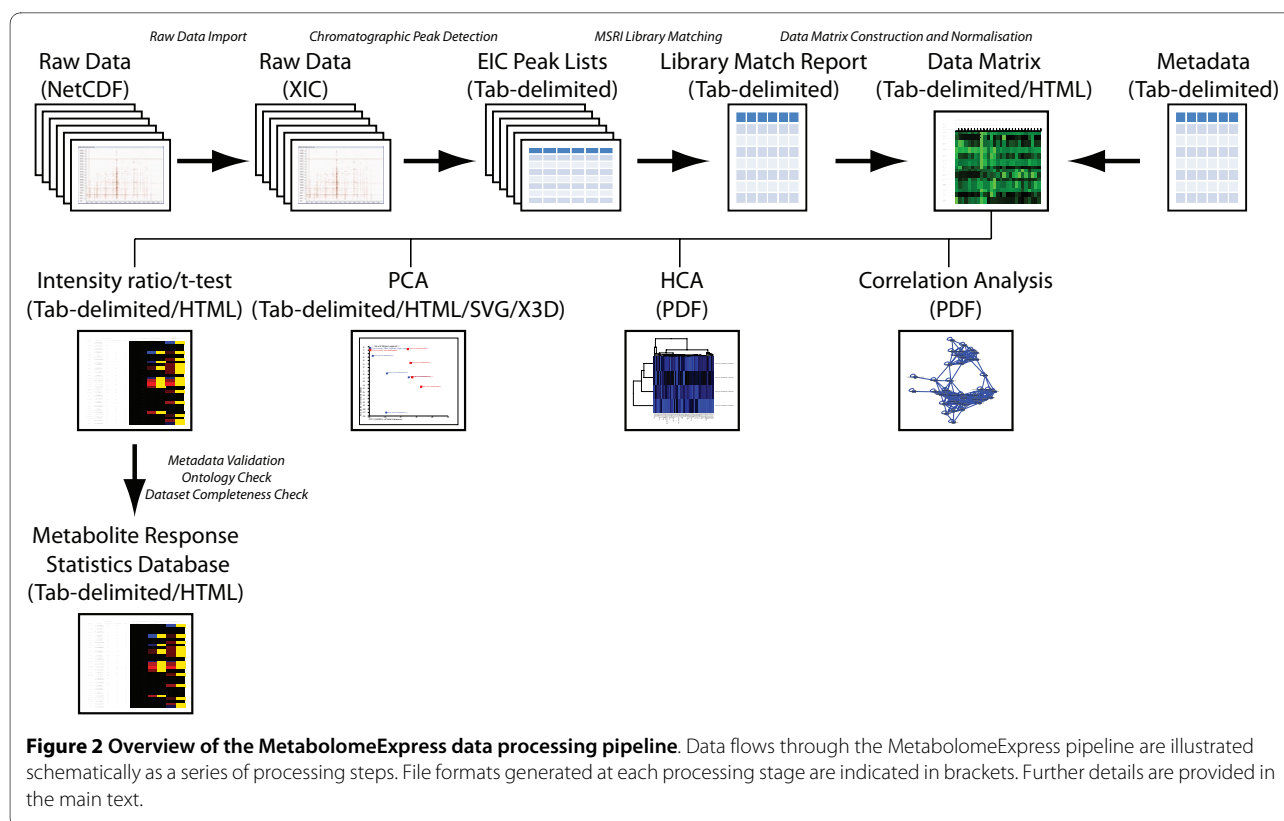 Raw Data Import
Chromatographic Peak Detection
MSRI Library Matching
Data Matrix Construction and Normalisation
Raw Data
(NetCDF)
Raw Data
(XIC)
EIC Peak Lists
(Tab-delimited)
Library Match Report
(Tab-delimited)
Data Matrix
(Tab-delimited/HTML)
Metadata
(Tab-delimited)
Intensity ratio/t-test
(Tab-delimited/HTML)
PCA
(Tab-delimited/HTML/SVG/X3D)
HCA
(PDF)
Correlation Analysis
(PDF)
Metadata Validation
Ontology Check
Dataset Completeness Check
Metabolite Response
Statistics Database
(Tab-delimited/HTML)
Figure 2 Overview of the MetabolomeExpress data processing pipeline. Data flows through the MetabolomeExpress pipeline are illustrated
schematically as a series of processing steps. File formats generated at each processing stage are indicated in brackets. Further details are provided in
the main text.